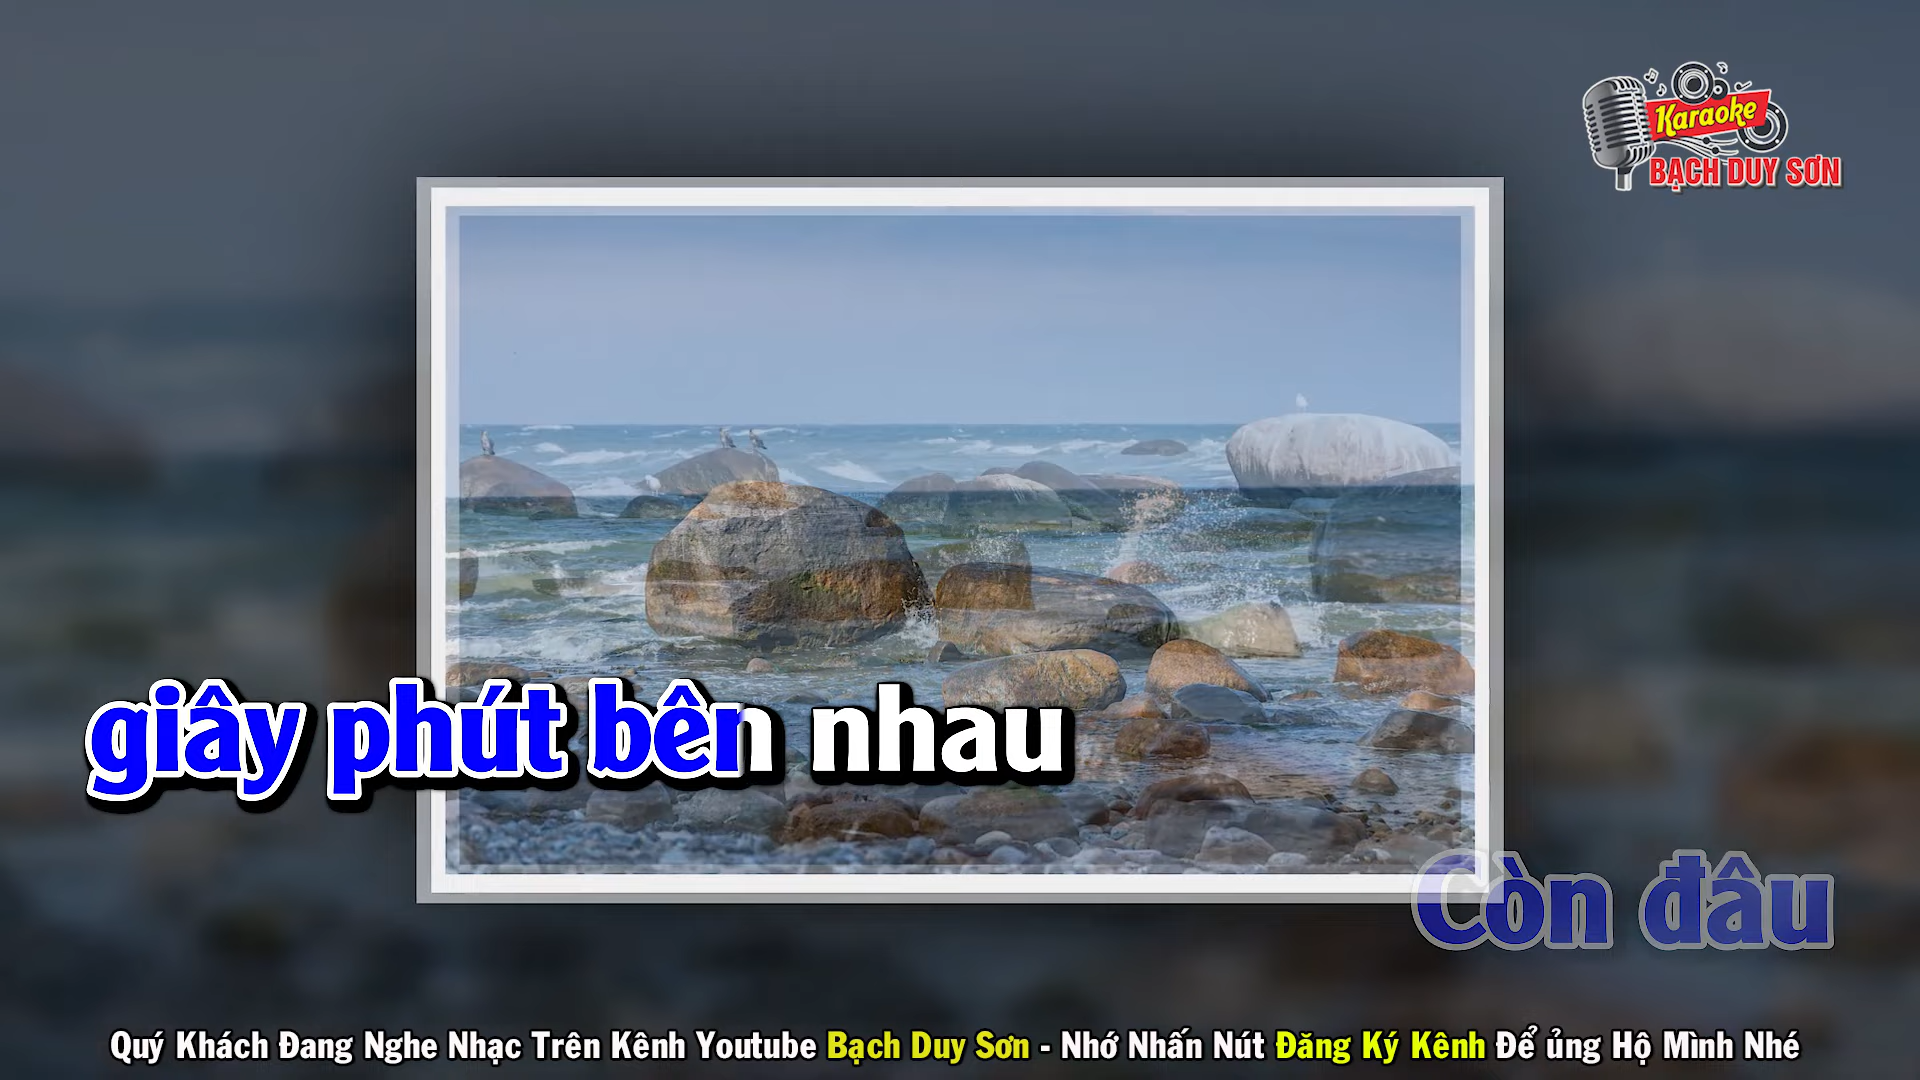 Karaoke
BẠCH DUY SƠN
giây phút bên nhau
Còn đâu
Quý Khách Đang Nghe Nhạc Trên Kênh Youtube Bạch Duy Sơn - Nhớ Nhấn Nút Đăng Ký Kênh Để ủng Hộ Mình Nhé